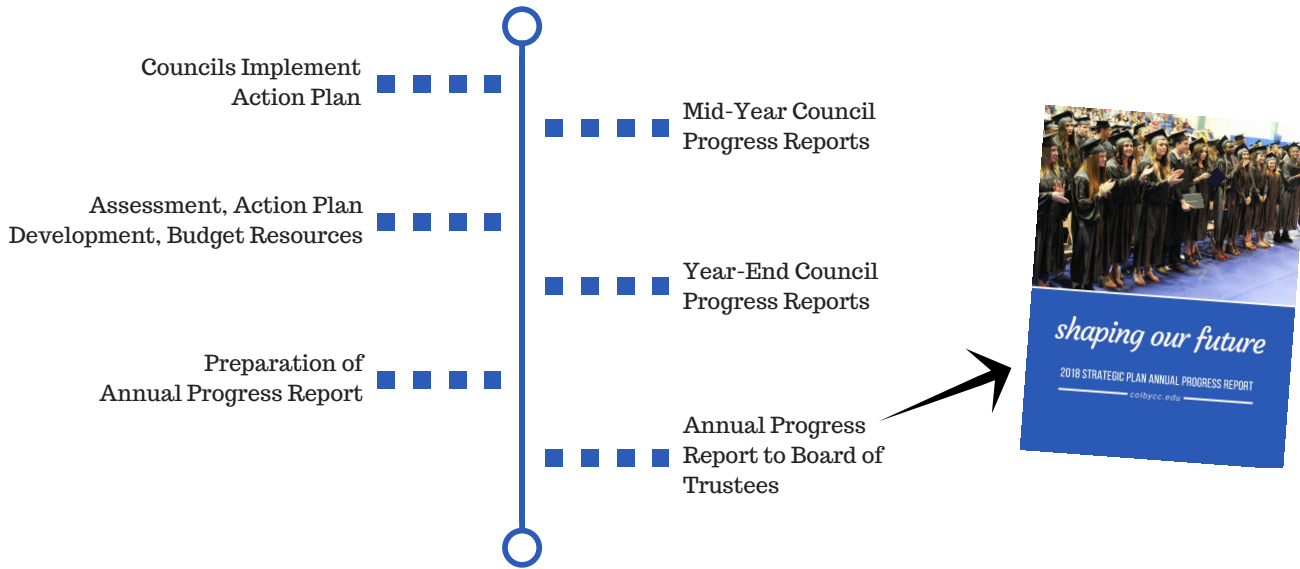 Councils Implement
Action Plan
Mid-Year Council
Progress Reports
Assessment, Action Plan
Development, Budget Resources
Year-End Council
Progress Reports
Preparation of
Annual Progress Report
Annual Progress
Report to Board of
Trustees
shaping our future
2018 STRATEGIC PLAN ANNUAL PROGRESS REPORT
colbycc.edu